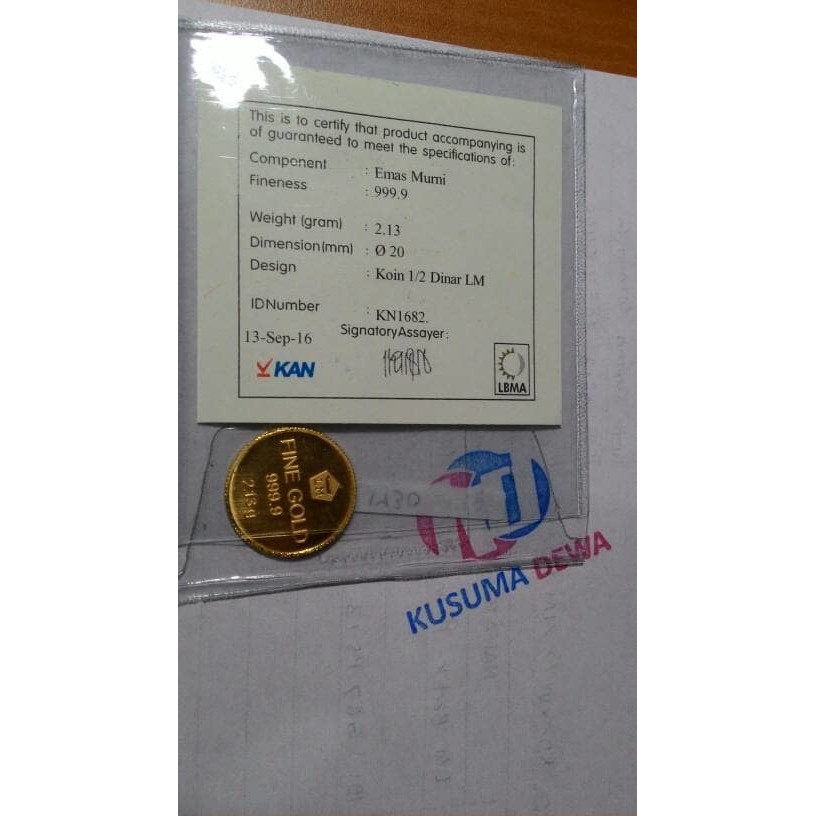 This is to certify that product accompanying is
of guaranteed to meet the specifications of:
Component : Emas Murni
Fineness : 999.9
Weight (gram) : 2.13
Dimension(mm) : Ø 20
Design : Koin 1/2 Dinar LM
IDNumber : KN1682.
13-Sep-16 SignatoryAssayer:
KAN
LBMA
FINE GOLD
999.9
2.13g
KUSUMA DEWA